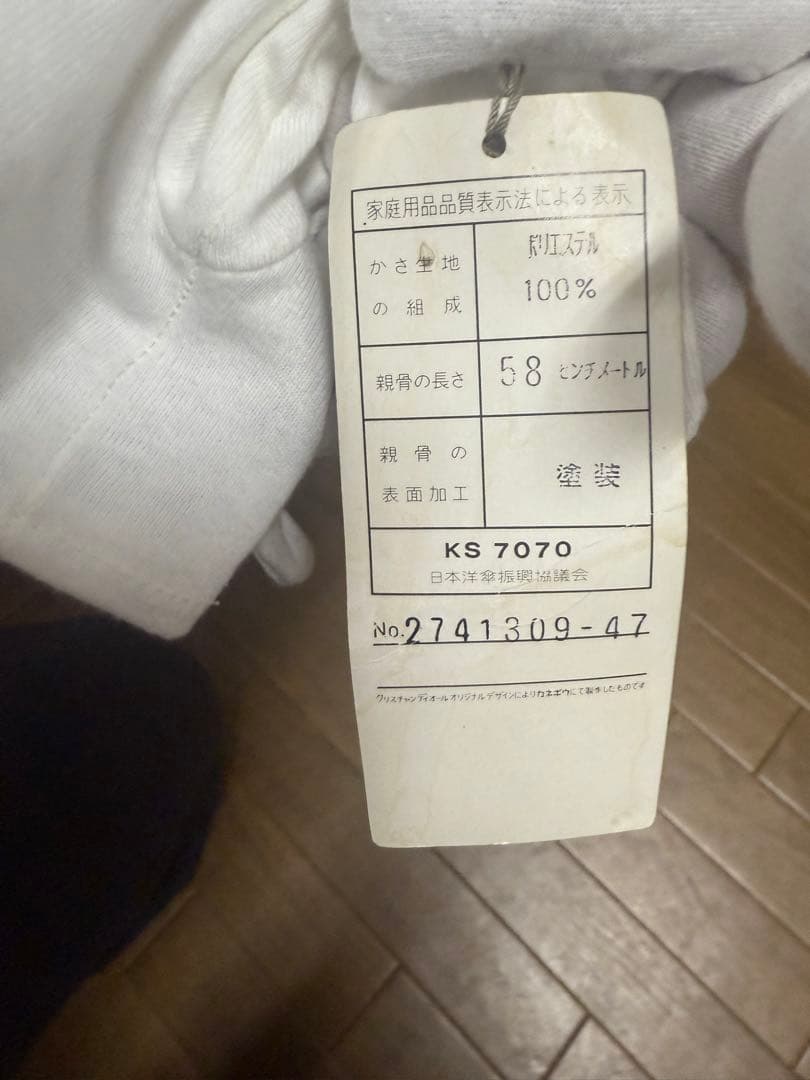 家庭用品品質表示法による表示
かさ生地
の組成
ポリエステル
100%
親骨の長さ
58 センチメートル
親骨の
表面加工
塗装
KS 7070
日本洋傘振興協議会
No.2741309-47
クリスチャンディオールオリジナルデザインによりカネボウにて製作したものです